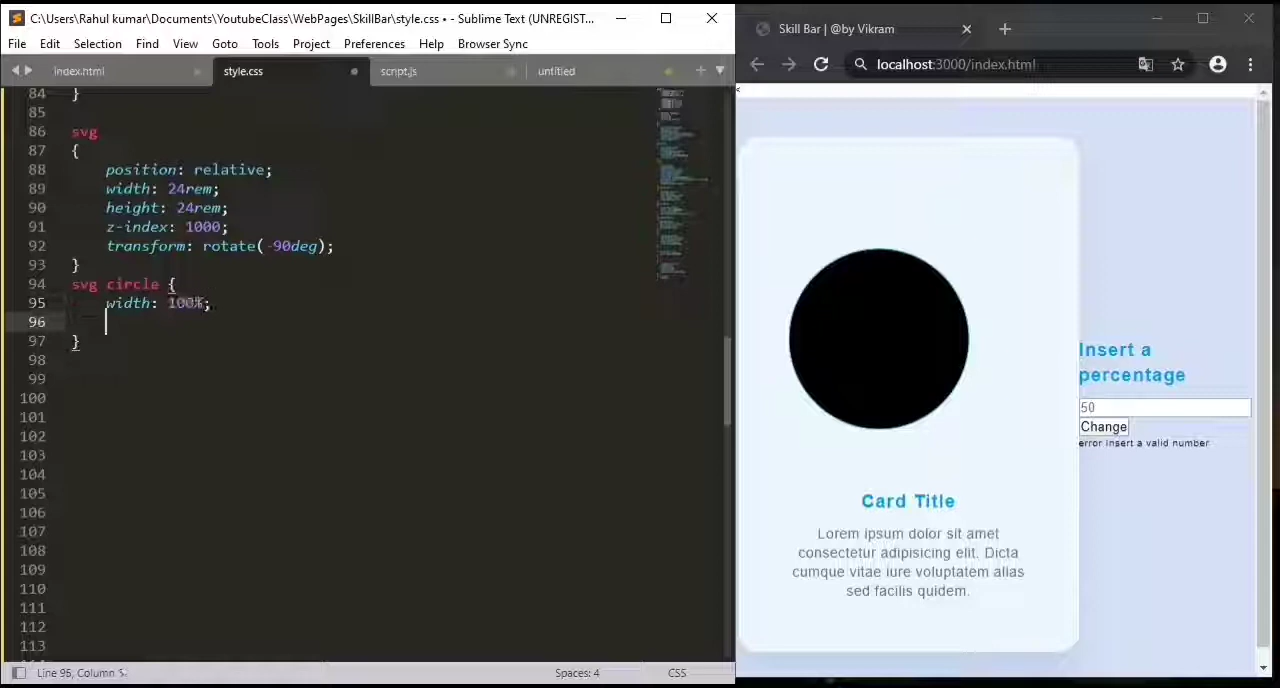 C:\Users\Rahul kumar\Documents\YoutubeClass\WebPages\SkillBar\style.css • - Sublime Text (UNREGIST...
File Edit Selection Find View Goto Tools Project Preferences Help Browser Sync
index.html style.css script.js untitled
84 }
85
86 svg
87 {
88 position: relative;
89 width: 24rem;
90 height: 24rem;
91 z-index: 1000;
92 transform: rotate(-90deg);
93 }
94 svg circle {
95 width: 100%;
96
97 }
98
99
100
101
102
103
104
105
106
107
108
109
110
111
112
113
Spaces: 4 CSS
Skill Bar | @by Vikram
localhost:3000/index.html
<
Insert a
percentage
50
Change
error Insert a valid number
Card Title
Lorem ipsum dolor sit amet
consectetur adipisicing elit. Dicta
cumque vitae iure voluptatem alias
sed facilis quidem.